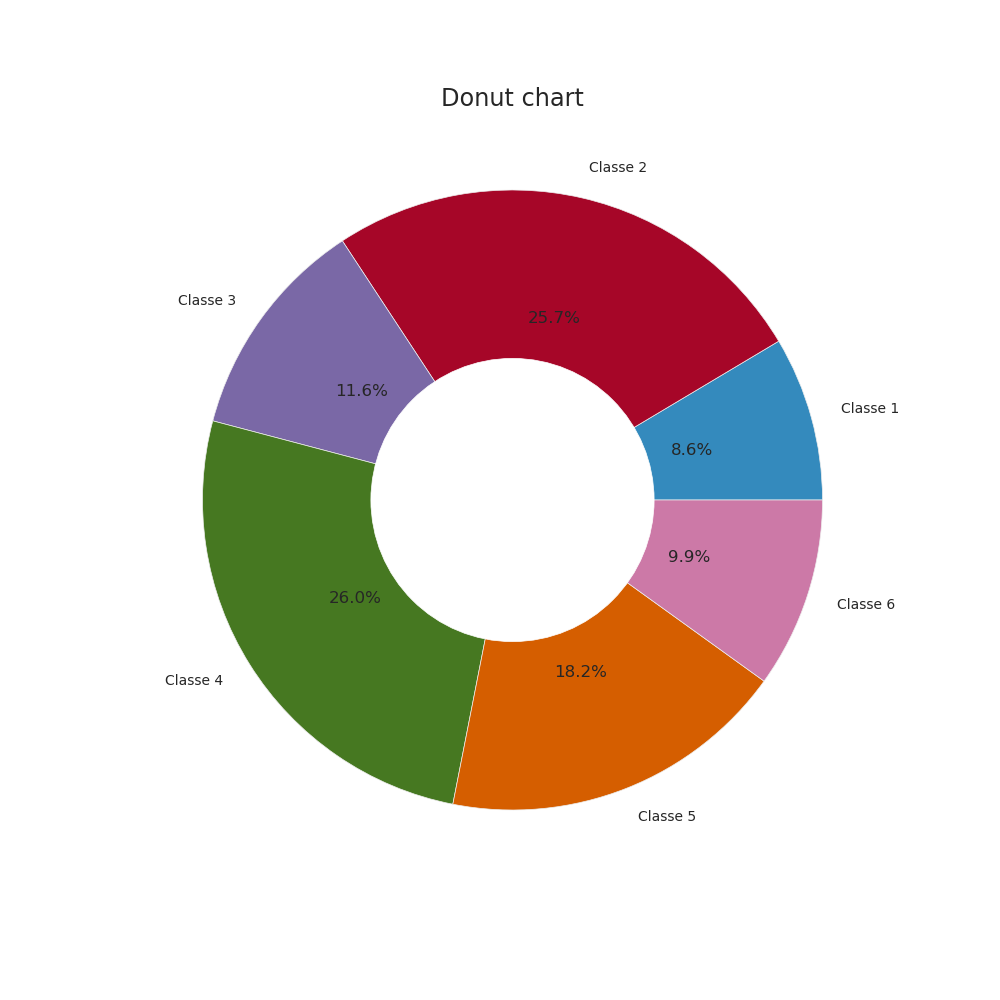 Donut chart
Classe 2
Classe 3
25.7%
11.6%
Classe 1
8.6%
9.9%
26.0%
Classe 6
18.2%
Classe 4
Classe 5